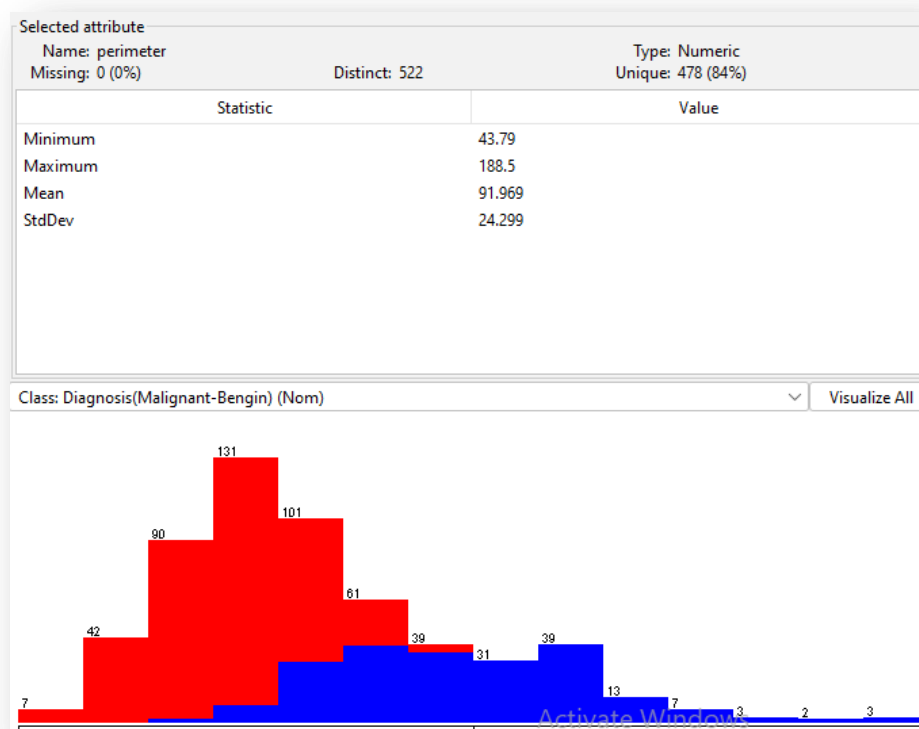 Selected attribute
Name: perimeter Type: Numeric
Missing: 0 (0%) Distinct: 522 Unique: 478 (84%)
Statistic Value
Minimum 43.79
Maximum 188.5
Mean 91.969
StdDev 24.299
Class: Diagnosis(Malignant-Bengin) (Nom) Visualize All
131
101
90
61
42
39 39
31
13
7 7
3 2 3
Activate Windows